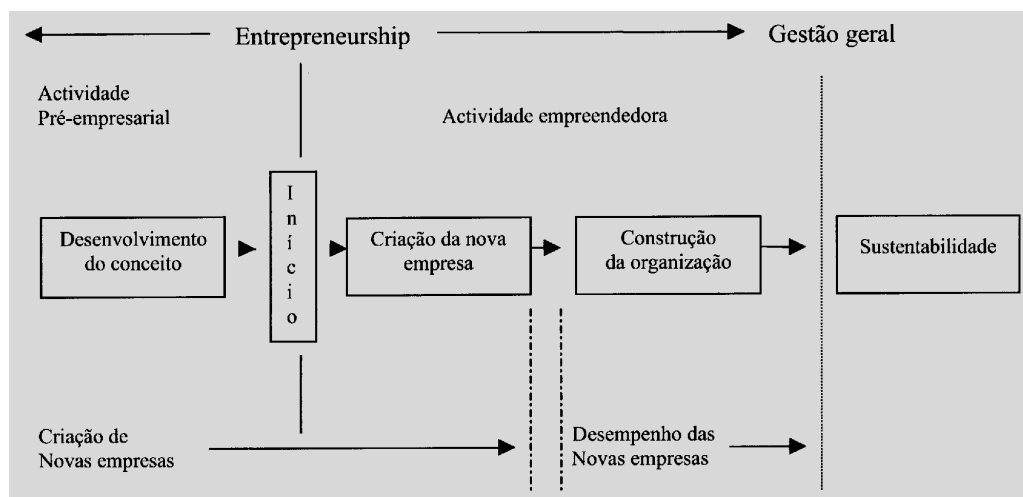 Entrepreneurship
Gestão geral
Actividade
Pré-empresarial
Actividade empreendedora
Desenvolvimento
do conceito
Início
Criação da nova
empresa
Construção
da organização
Sustentabilidade
Criação de
Novas empresas
Desempenho das
Novas empresas